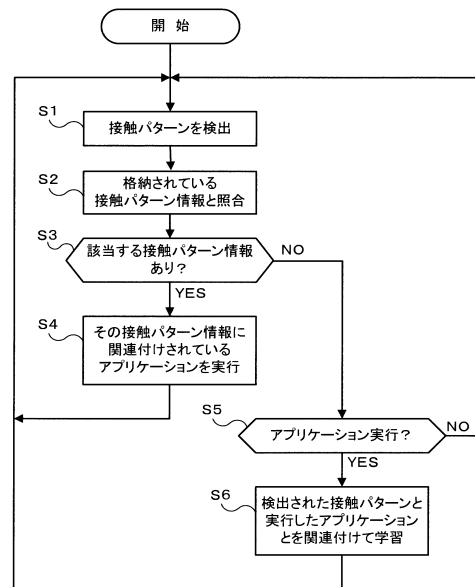 開 始
S1
接触パターンを検出
S2
格納されている
接触パターン情報と照合
S3
該当する接触パターン情報
あり？
NO
YES
S4
その接触パターン情報に
関連付けされている
アプリケーションを実行
S5
アプリケーション実行？
NO
YES
S6
検出された接触パターンと
実行したアプリケーション
とを関連付けて学習